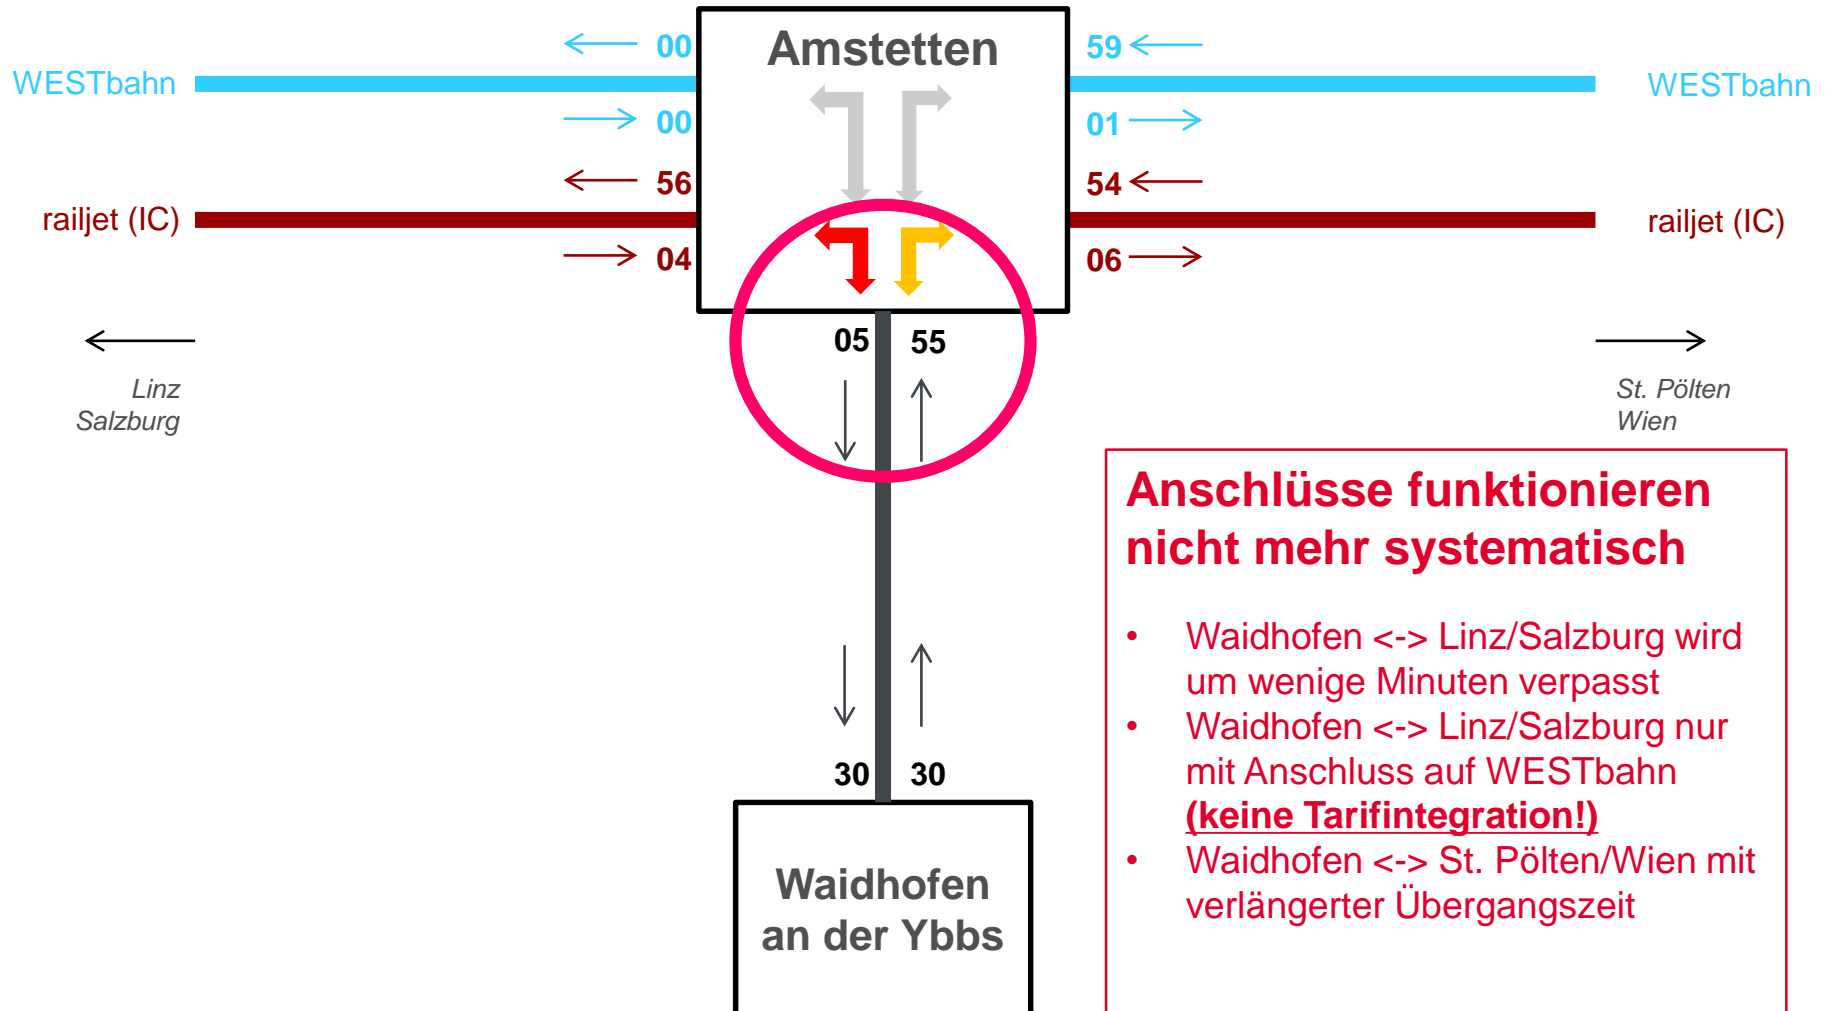 Amstetten
00
59
WESTbahn
WESTbahn
00
01
56
54
railjet (IC)
railjet (IC)
04
06
05 55
Linz
Salzburg
St. Pölten
Wien
Anschlüsse funktionieren
nicht mehr systematisch
• Waidhofen <-> Linz/Salzburg wird
um wenige Minuten verpasst
• Waidhofen <-> Linz/Salzburg nur
mit Anschluss auf WESTbahn
(keine Tarifintegration!)
• Waidhofen <-> St. Pölten/Wien mit
verlängerter Übergangszeit
30 30
Waidhofen
an der Ybbs